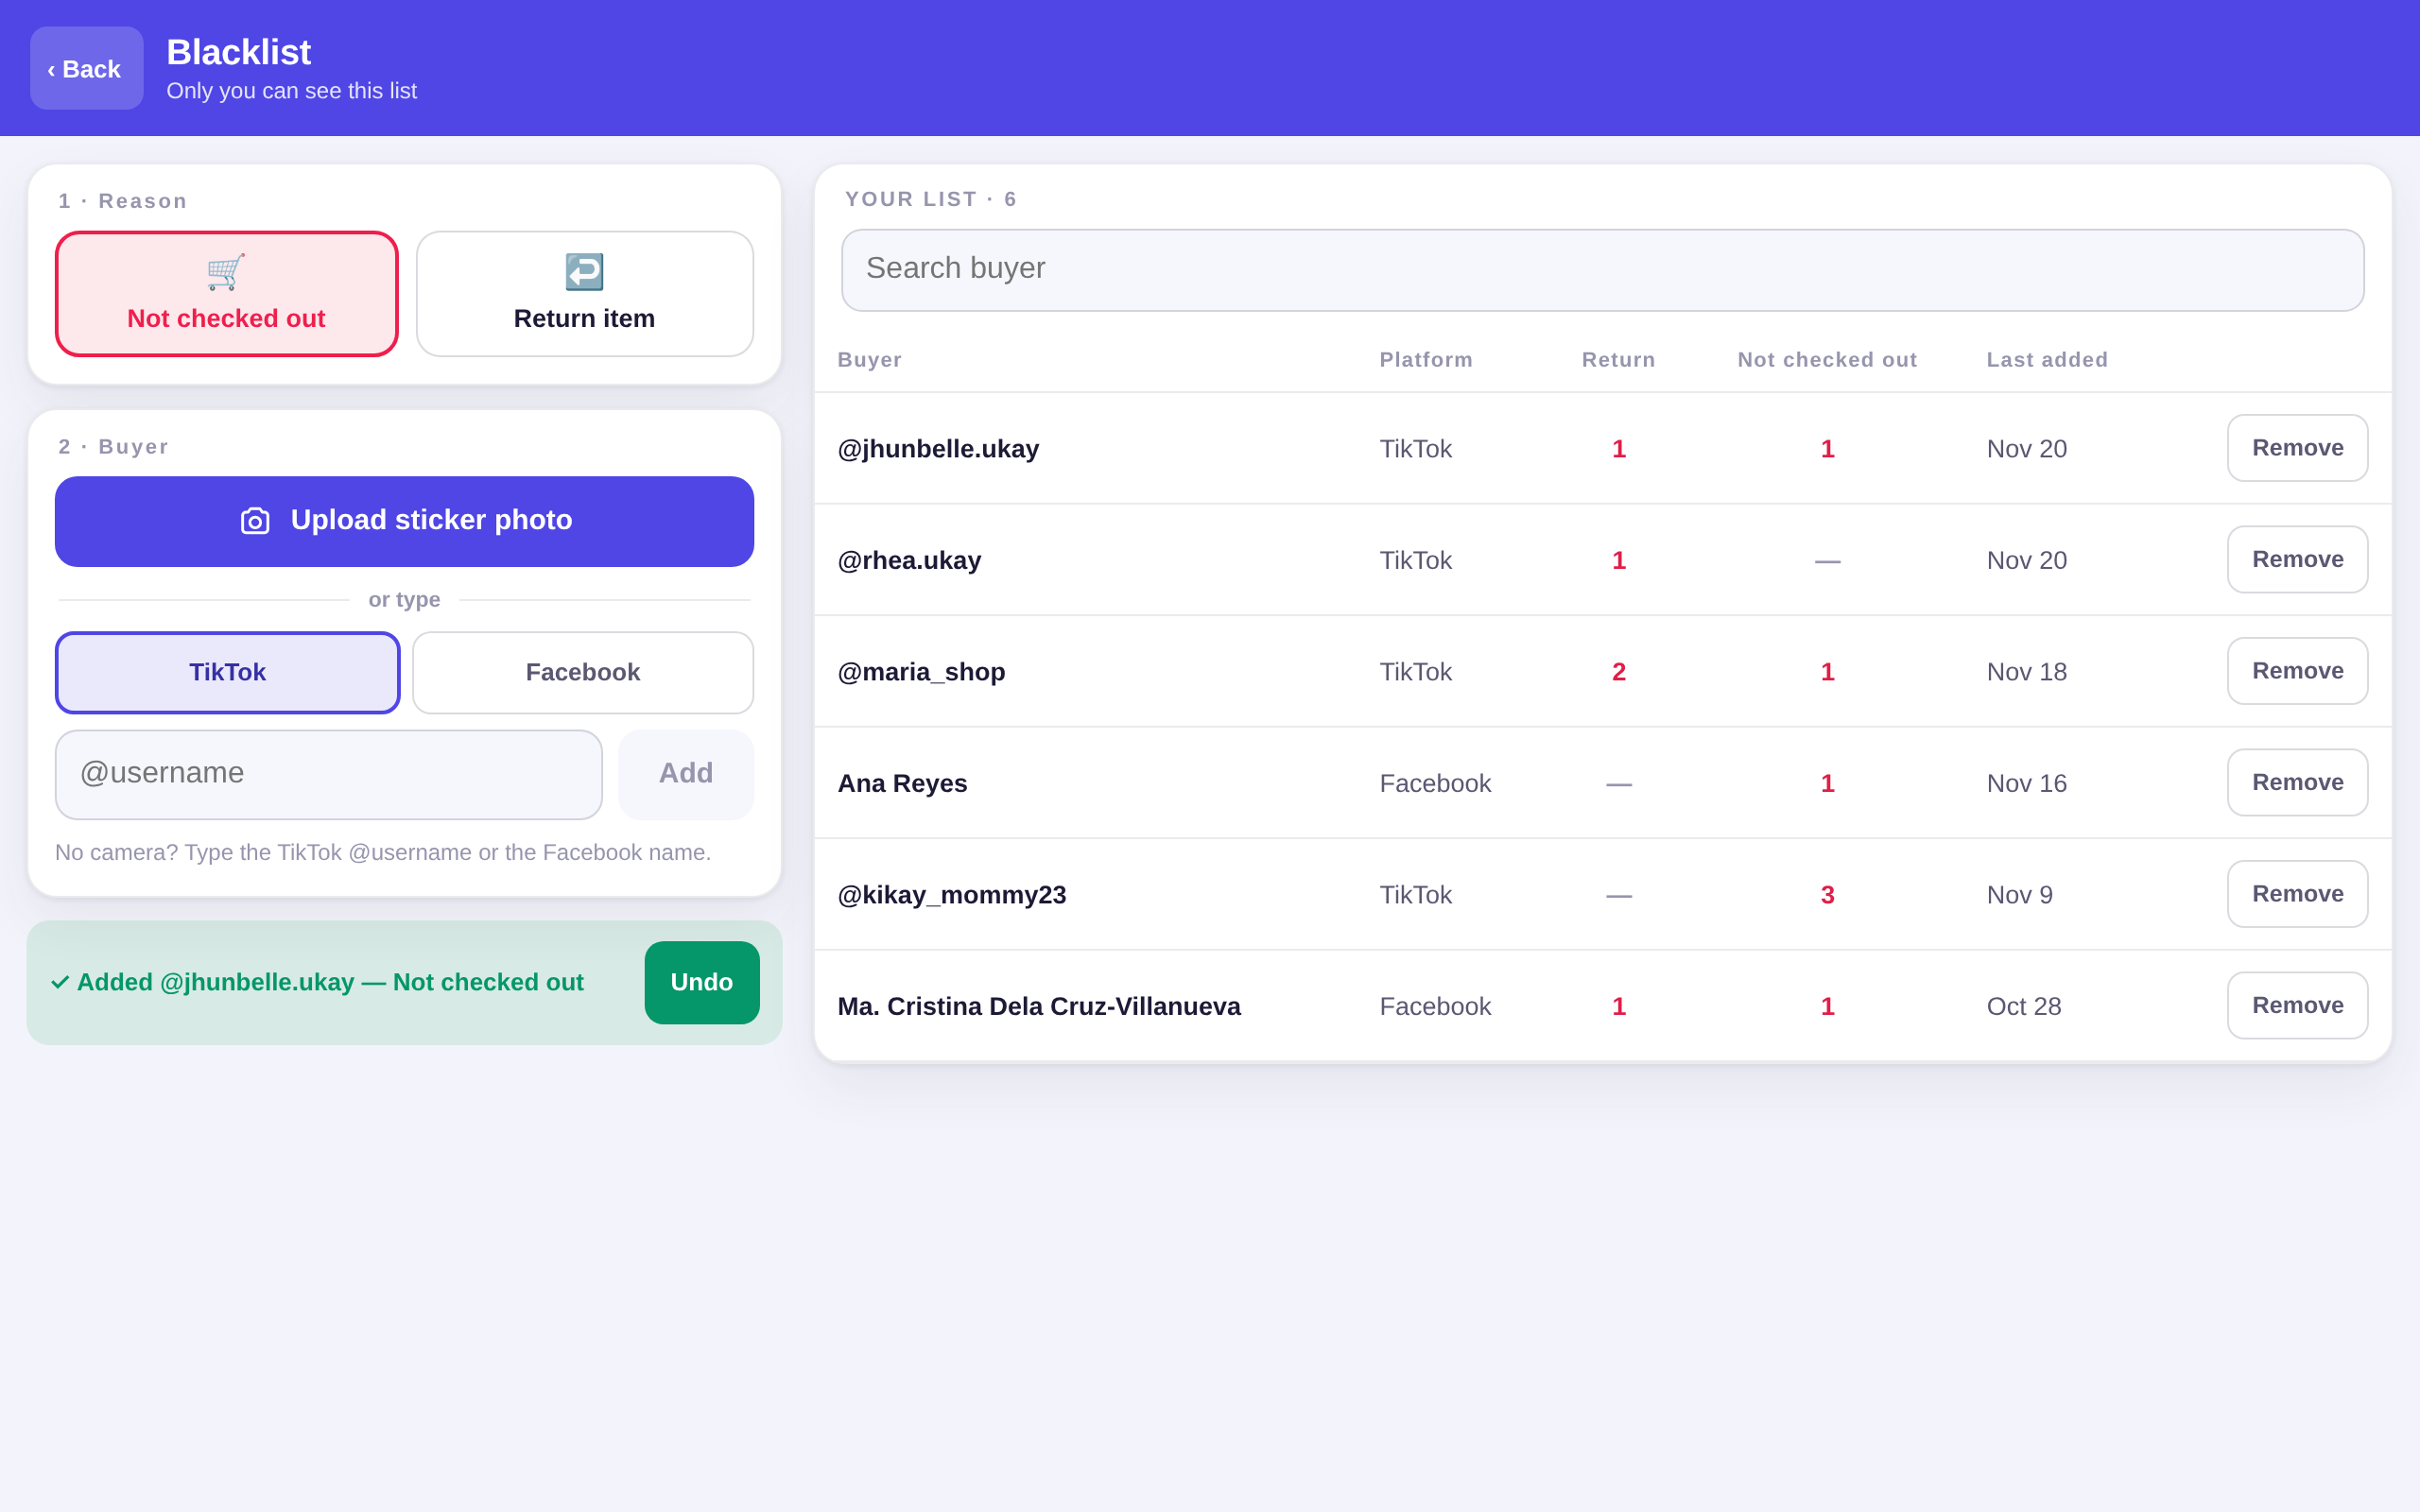 ‹ Back
Blacklist
Only you can see this list
1 · Reason
Not checked out
Return item
2 · Buyer
Upload sticker photo
or type
TikTok
Facebook
@username
Add
No camera? Type the TikTok @username or the Facebook name.
✓ Added @jhunbelle.ukay — Not checked out
Undo
YOUR LIST · 6
Search buyer
Buyer Platform Return Not checked out Last added
@jhunbelle.ukay TikTok 1 1 Nov 20 Remove
@rhea.ukay TikTok 1 — Nov 20 Remove
@maria_shop TikTok 2 1 Nov 18 Remove
Ana Reyes Facebook — 1 Nov 16 Remove
@kikay_mommy23 TikTok — 3 Nov 9 Remove
Ma. Cristina Dela Cruz-Villanueva Facebook 1 1 Oct 28 Remove